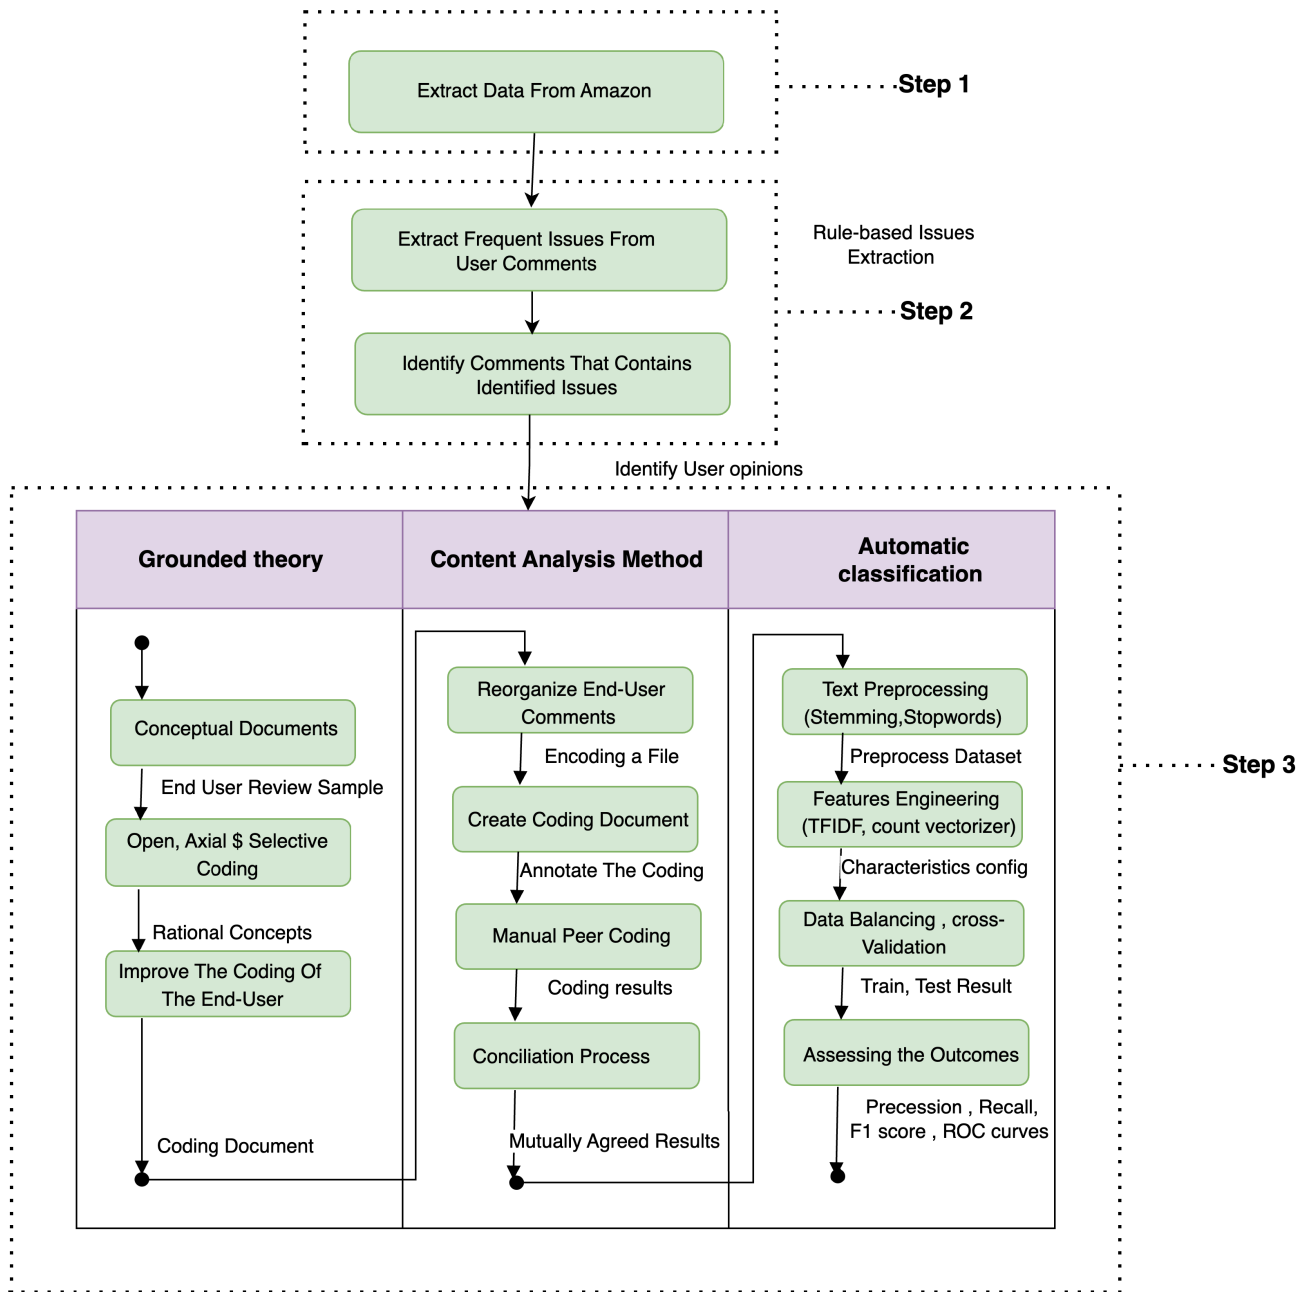 Extract Data From Amazon
Step 1
Extract Frequent Issues From
User Comments
Rule-based Issues
Extraction
Step 2
Identify Comments That Contains
Identified Issues
Identify User opinions
Step 3
Grounded theory
Conceptual Documents
End User Review Sample
Open, Axial $ Selective
Coding
Rational Concepts
Improve The Coding Of
The End-User
Coding Document
Content Analysis Method
Reorganize End-User
Comments
Encoding a File
Create Coding Document
Annotate The Coding
Manual Peer Coding
Coding results
Conciliation Process
Mutually Agreed Results
Automatic
classification
Text Preprocessing
(Stemming,Stopwords)
Preprocess Dataset
Features Engineering
(TFIDF, count vectorizer)
Characteristics config
Data Balancing , cross-
Validation
Train, Test Result
Assessing the Outcomes
Precession , Recall,
F1 score , ROC curves